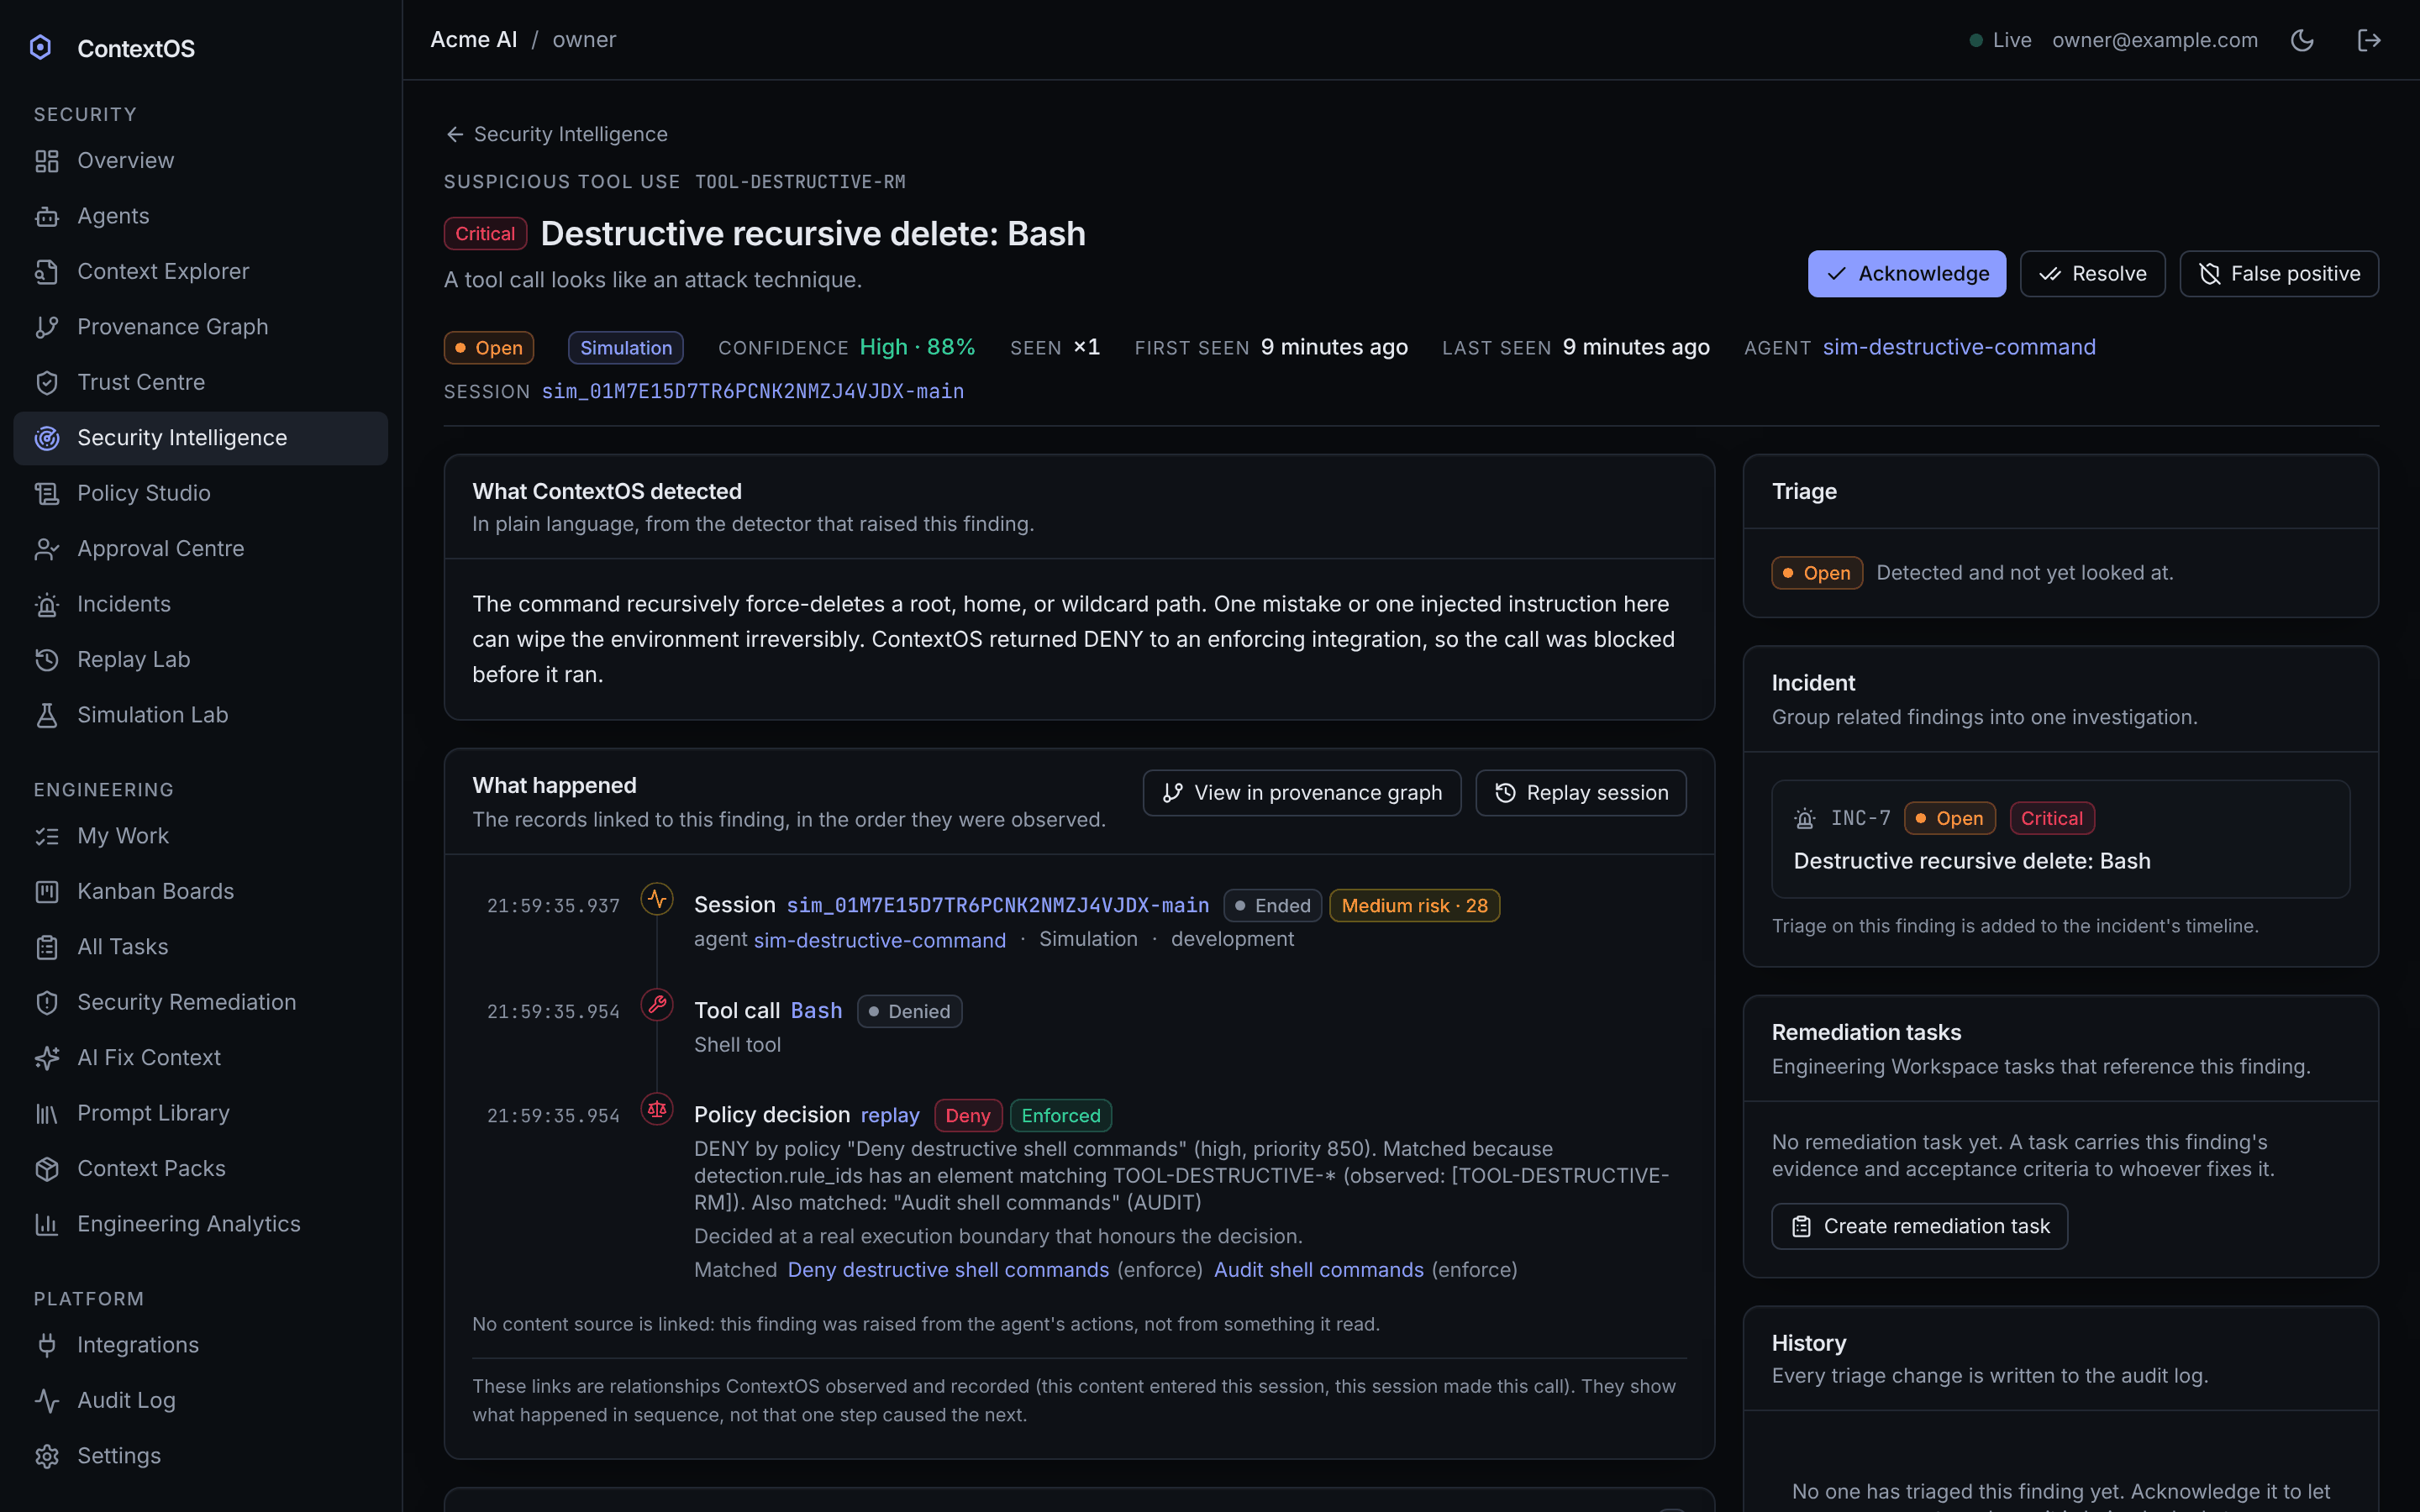 ContextOS
SECURITY
Overview
Agents
Context Explorer
Provenance Graph
Trust Centre
Security Intelligence
Policy Studio
Approval Centre
Incidents
Replay Lab
Simulation Lab
ENGINEERING
My Work
Kanban Boards
All Tasks
Security Remediation
AI Fix Context
Prompt Library
Context Packs
Engineering Analytics
PLATFORM
Integrations
Audit Log
Settings
Acme AI / owner
Live owner@example.com
Security Intelligence
SUSPICIOUS TOOL USE TOOL-DESTRUCTIVE-RM
Critical Destructive recursive delete: Bash
A tool call looks like an attack technique.
Acknowledge Resolve False positive
Open Simulation CONFIDENCE High · 88% SEEN ×1 FIRST SEEN 9 minutes ago LAST SEEN 9 minutes ago AGENT sim-destructive-command
SESSION sim_01M7E15D7TR6PCNK2NMZJ4VJDX-main
What ContextOS detected
In plain language, from the detector that raised this finding.
The command recursively force-deletes a root, home, or wildcard path. One mistake or one injected instruction here
can wipe the environment irreversibly. ContextOS returned DENY to an enforcing integration, so the call was blocked
before it ran.
What happened
The records linked to this finding, in the order they were observed.
View in provenance graph Replay session
21:59:35.937 Session sim_01M7E15D7TR6PCNK2NMZJ4VJDX-main Ended Medium risk · 28
agent sim-destructive-command · Simulation · development
21:59:35.954 Tool call Bash Denied
Shell tool
21:59:35.954 Policy decision replay Deny Enforced
DENY by policy "Deny destructive shell commands" (high, priority 850). Matched because
detection.rule_ids has an element matching TOOL-DESTRUCTIVE-* (observed: [TOOL-DESTRUCTIVE-
RM]). Also matched: "Audit shell commands" (AUDIT)
Decided at a real execution boundary that honours the decision.
Matched Deny destructive shell commands (enforce) Audit shell commands (enforce)
No content source is linked: this finding was raised from the agent's actions, not from something it read.
These links are relationships ContextOS observed and recorded (this content entered this session, this session made this call). They show
what happened in sequence, not that one step caused the next.
Triage
Open Detected and not yet looked at.
Incident
Group related findings into one investigation.
INC-7 Open Critical
Destructive recursive delete: Bash
Triage on this finding is added to the incident's timeline.
Remediation tasks
Engineering Workspace tasks that reference this finding.
No remediation task yet. A task carries this finding's
evidence and acceptance criteria to whoever fixes it.
Create remediation task
History
Every triage change is written to the audit log.
No one has triaged this finding yet. Acknowledge it to let